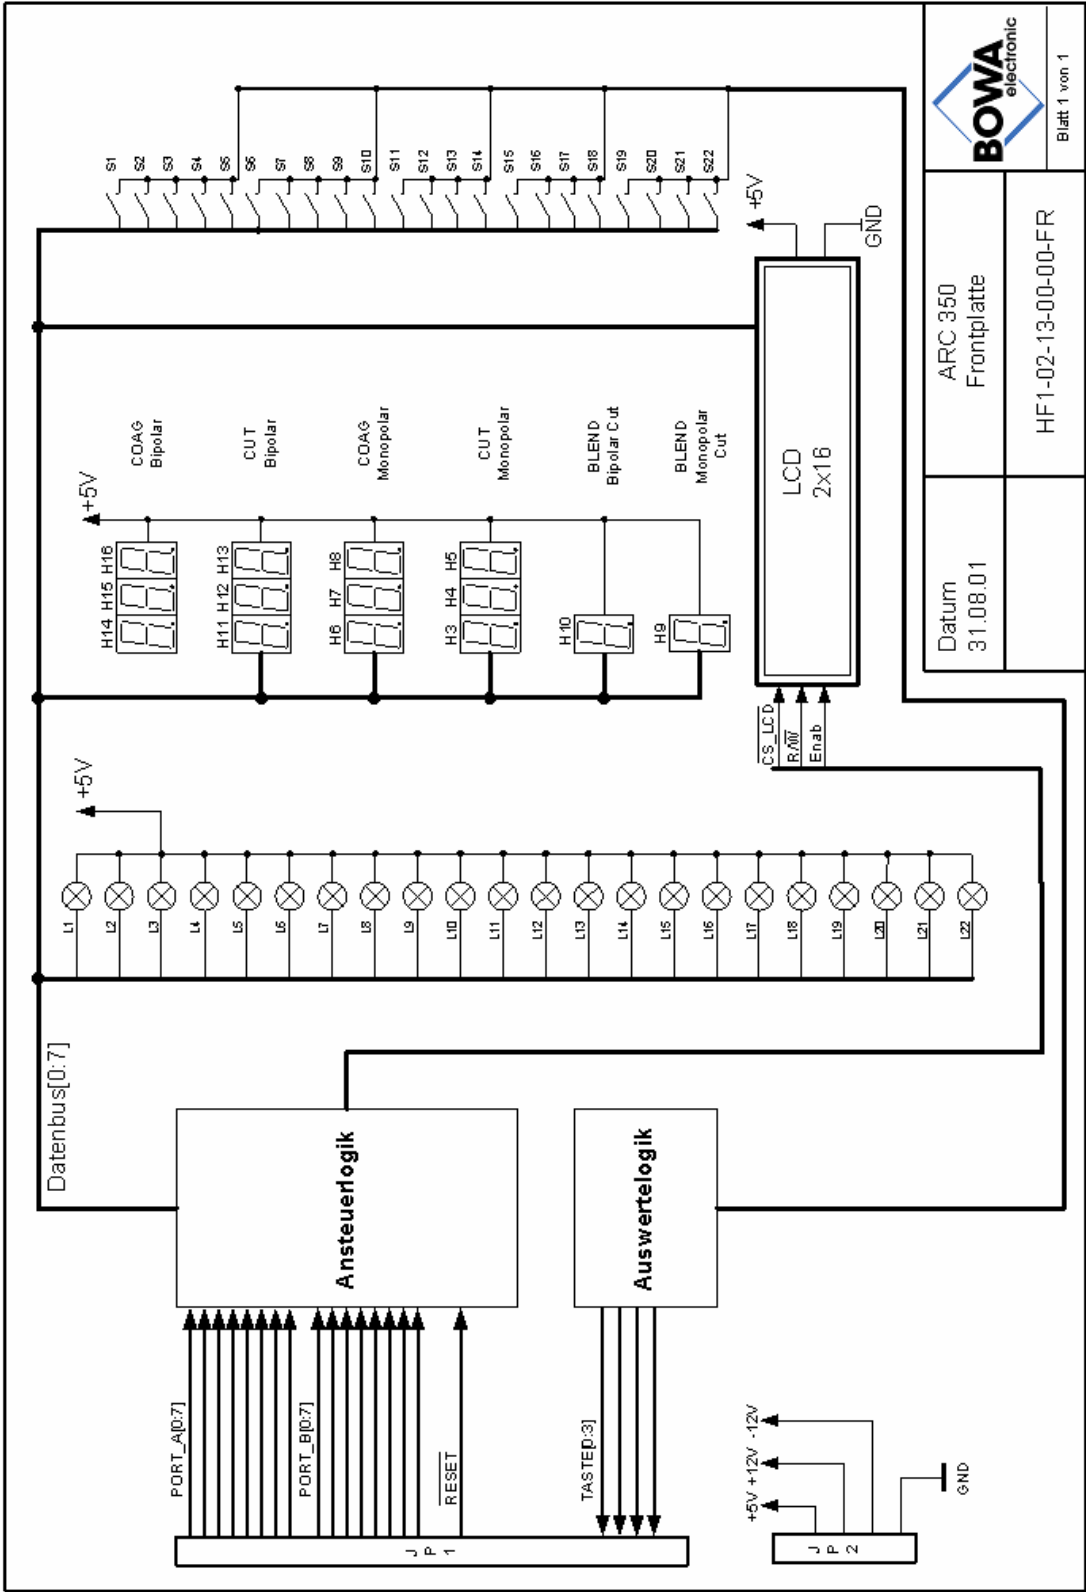 Datenbus[0:7]
JP1
PORT_A[0:7]
PORT_B[0:7]
RESET
TASTE[0:3]
Ansteuerlogik
Auswertelogik
JP2
+5V +12V -12V
GND
+5V
L1
L2
L3
L4
L5
L6
L7
L8
L9
L10
L11
L12
L13
L14
L15
L16
L17
L18
L19
L20
L21
L22
+5V
H14 H15 H16
COAG
Bipolar
H11 H12 H13
CUT
Bipolar
H6 H7 H8
COAG
Monopolar
H3 H4 H5
CUT
Monopolar
H10
BLEND
Bipolar Cut
H9
BLEND
Monopolar
Cut
CS_LCD
R/W
Enab
LCD
2x16
+5V
GND
S1
S2
S3
S4
S5
S6
S7
S8
S9
S10
S11
S12
S13
S14
S15
S16
S17
S18
S19
S20
S21
S22
Datum
31.08.01
ARC 350
Frontplatte
HF1-02-13-00-00-FR
BOWA
electronic
Blatt 1 von 1